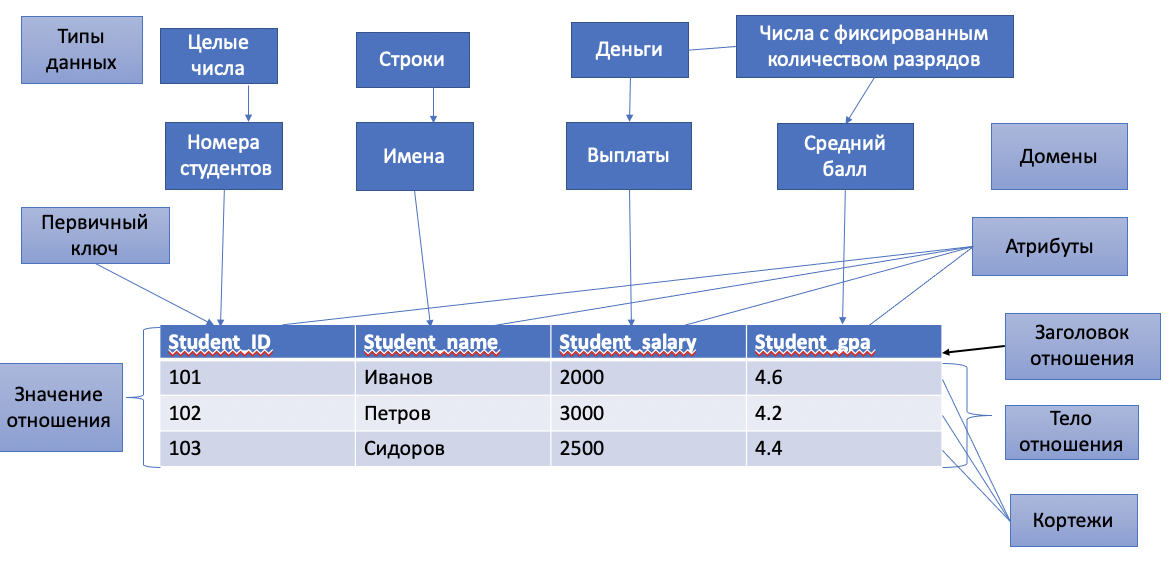 Типы
данных
Целые
числа
Строки
Деньги
Числа с фиксированным
количеством разрядов
Номера
студентов
Имена
Выплаты
Средний
балл
Домены
Первичный
ключ
Атрибуты
Student_ID Student_name Student_salary Student_gpa
Заголовок
отношения
101 Иванов 2000 4.6
102 Петров 3000 4.2
103 Сидоров 2500 4.4
Значение
отношения
Тело
отношения
Кортежи